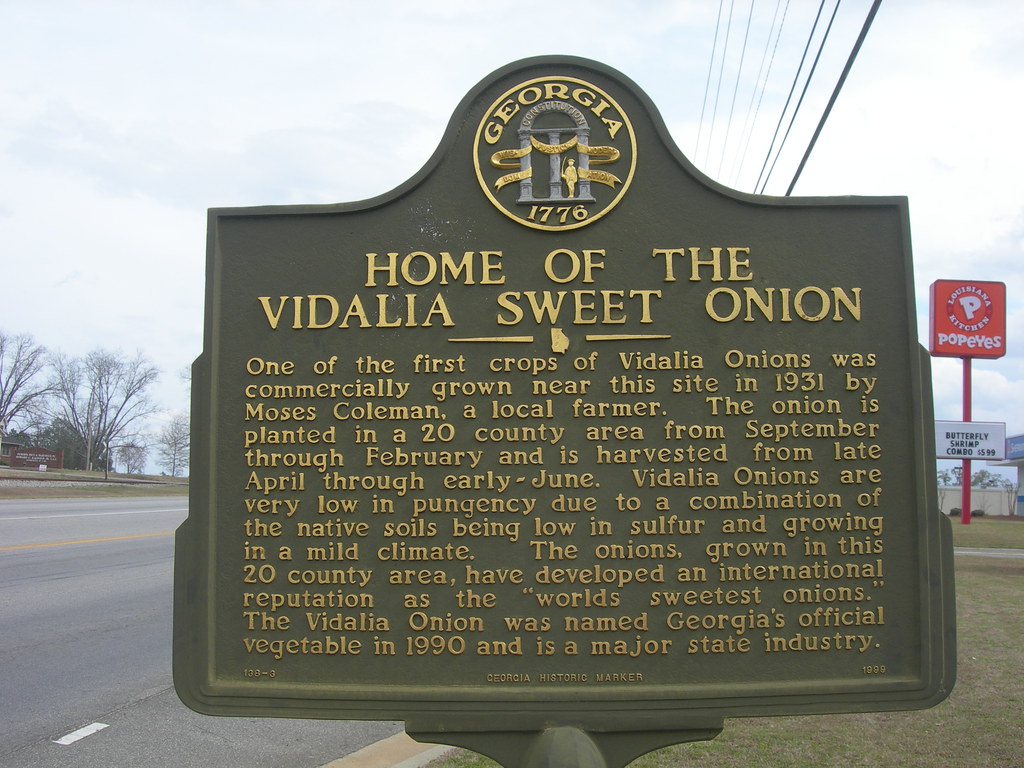 GEORGIA
CONSTITUTION
1776
HOME OF THE
VIDALIA SWEET ONION
One of the first crops of Vidalia Onions was
commercially grown near this site in 1931 by
Moses Coleman, a local farmer. The onion is
planted in a 20 county area from September
through February and is harvested from late
April through early-June. Vidalia Onions are
very low in pungency due to a combination of
the native soils being low in sulfur and growing
in a mild climate. The onions, grown in this
20 county area, have developed an international
reputation as the "worlds sweetest onions."
The Vidalia Onion was named Georgia's official
vegetable in 1990 and is a major state industry.
138-3
GEORGIA HISTORIC MARKER
LOUISIANA
P
KITCHEN
POPEYES
BUTTERFLY
SHRIMP
COMBO $5.99